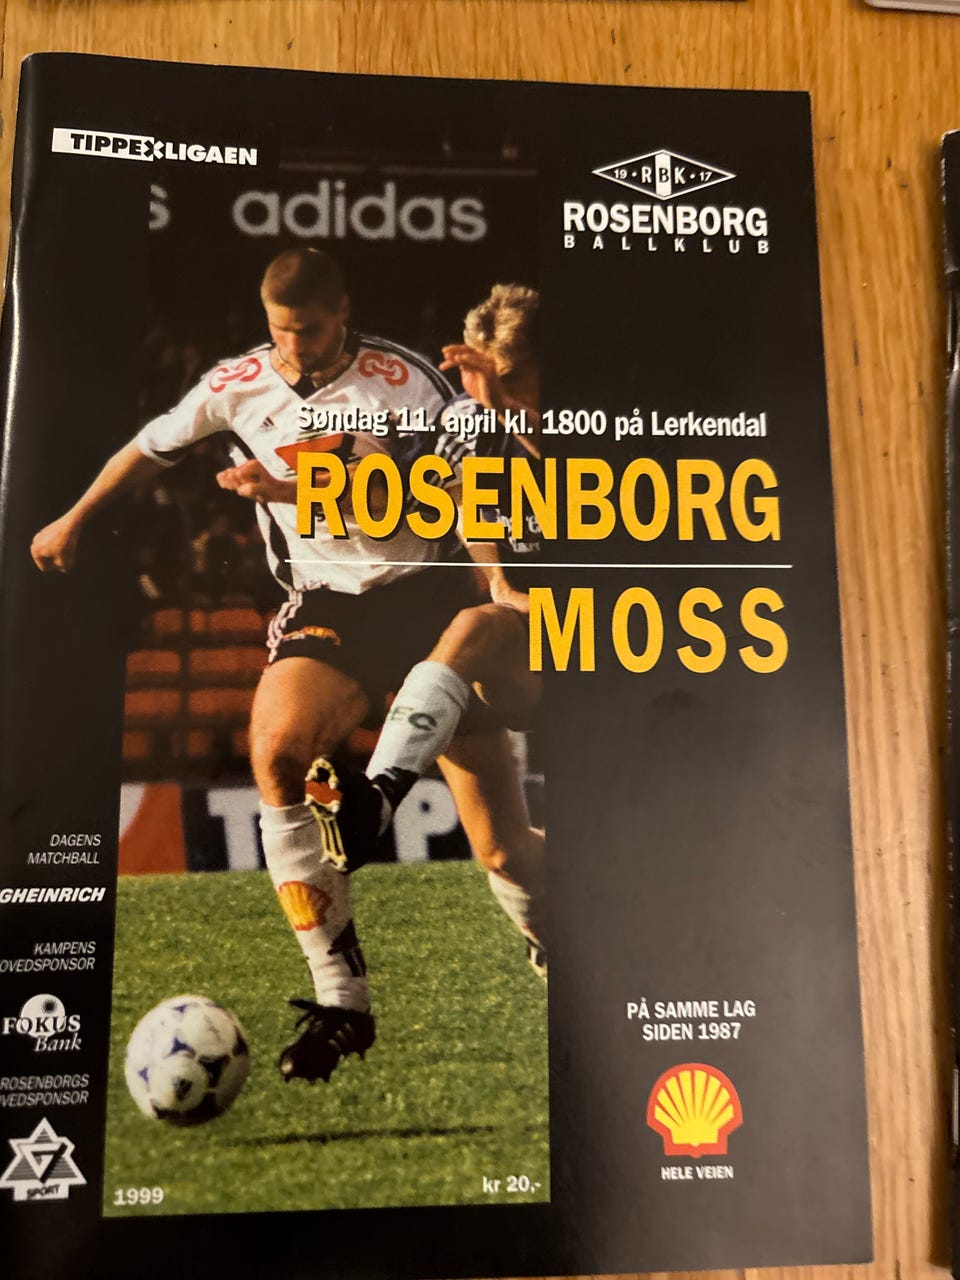 TIPPEXLIGAEN
adidas
19 · RBK · 17
ROSENBORG
BALLKLUB
Søndag 11. april kl. 1800 på Lerkendal
ROSENBORG
MOSS
DAGENS
MATCHBALL
GHEINRICH
KAMPENS
OVEDSPONSOR
FOKUS
Bank
ROSENBORGS
VEDSPONSOR
SPORT
PÅ SAMME LAG
SIDEN 1987
HELE VEIEN
1999
kr 20,-